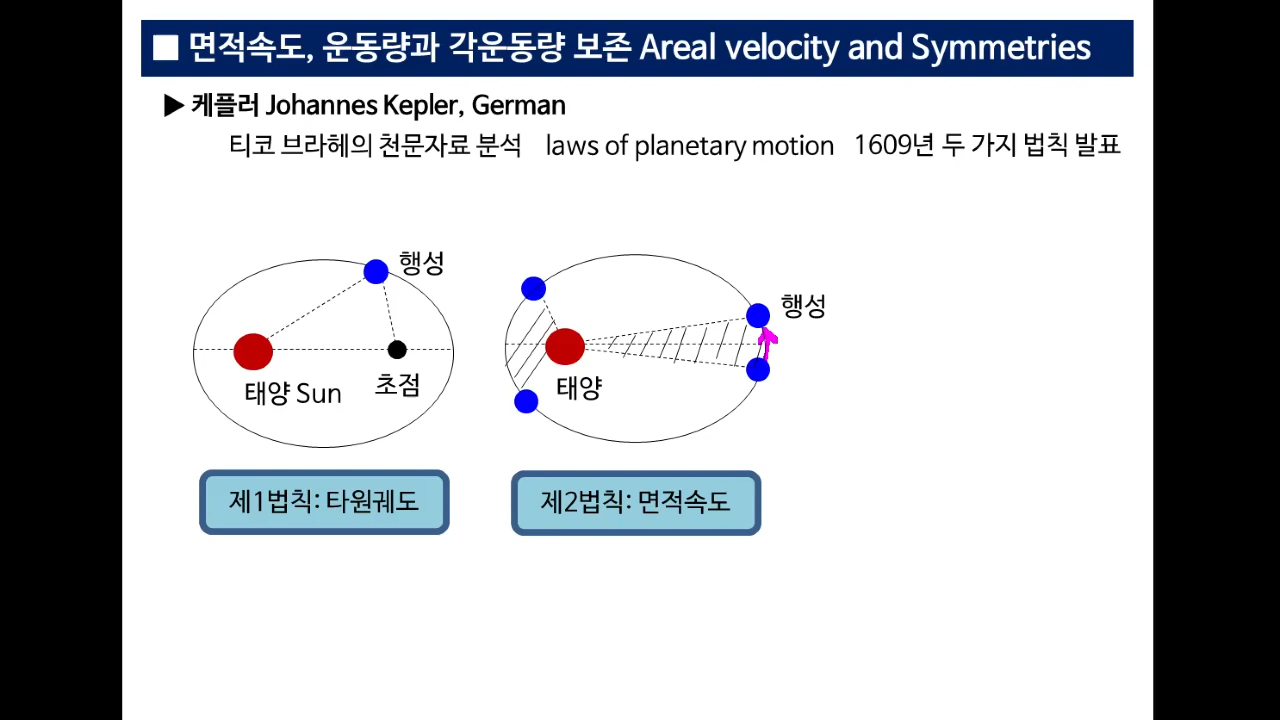 ■ 면적속도, 운동량과 각운동량 보존 Areal velocity and Symmetries
▶ 케플러 Johannes Kepler, German
티코 브라헤의 천문자료 분석 laws of planetary motion 1609년 두 가지 법칙 발표
행성
태양 Sun
초점
행성
태양
제1법칙: 타원궤도
제2법칙: 면적속도